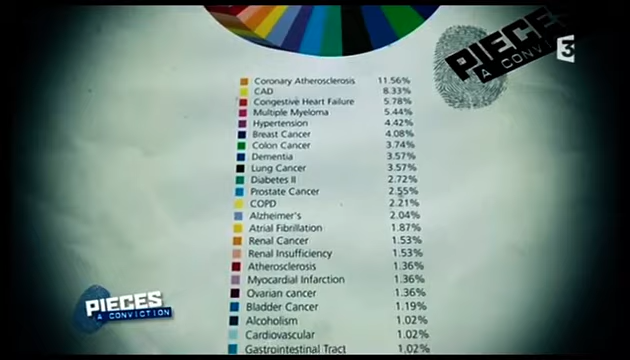 PIECES
A CONVICTION
3
Coronary Atherosclerosis 11.56%
CAD 8.33%
Congestive Heart Failure 5.78%
Multiple Myeloma 5.44%
Hypertension 4.42%
Breast Cancer 4.08%
Colon Cancer 3.74%
Dementia 3.57%
Lung Cancer 3.57%
Diabetes II 2.72%
Prostate Cancer 2.55%
COPD 2.21%
Alzheimer's 2.04%
Atrial Fibrillation 1.87%
Renal Cancer 1.53%
Renal Insufficiency 1.53%
Atherosclerosis 1.36%
Myocardial Infarction 1.36%
Ovarian cancer 1.36%
Bladder Cancer 1.19%
Alcoholism 1.02%
Cardiovascular 1.02%
Gastrointestinal Tract 1.02%
PIECES
A CONVICTION